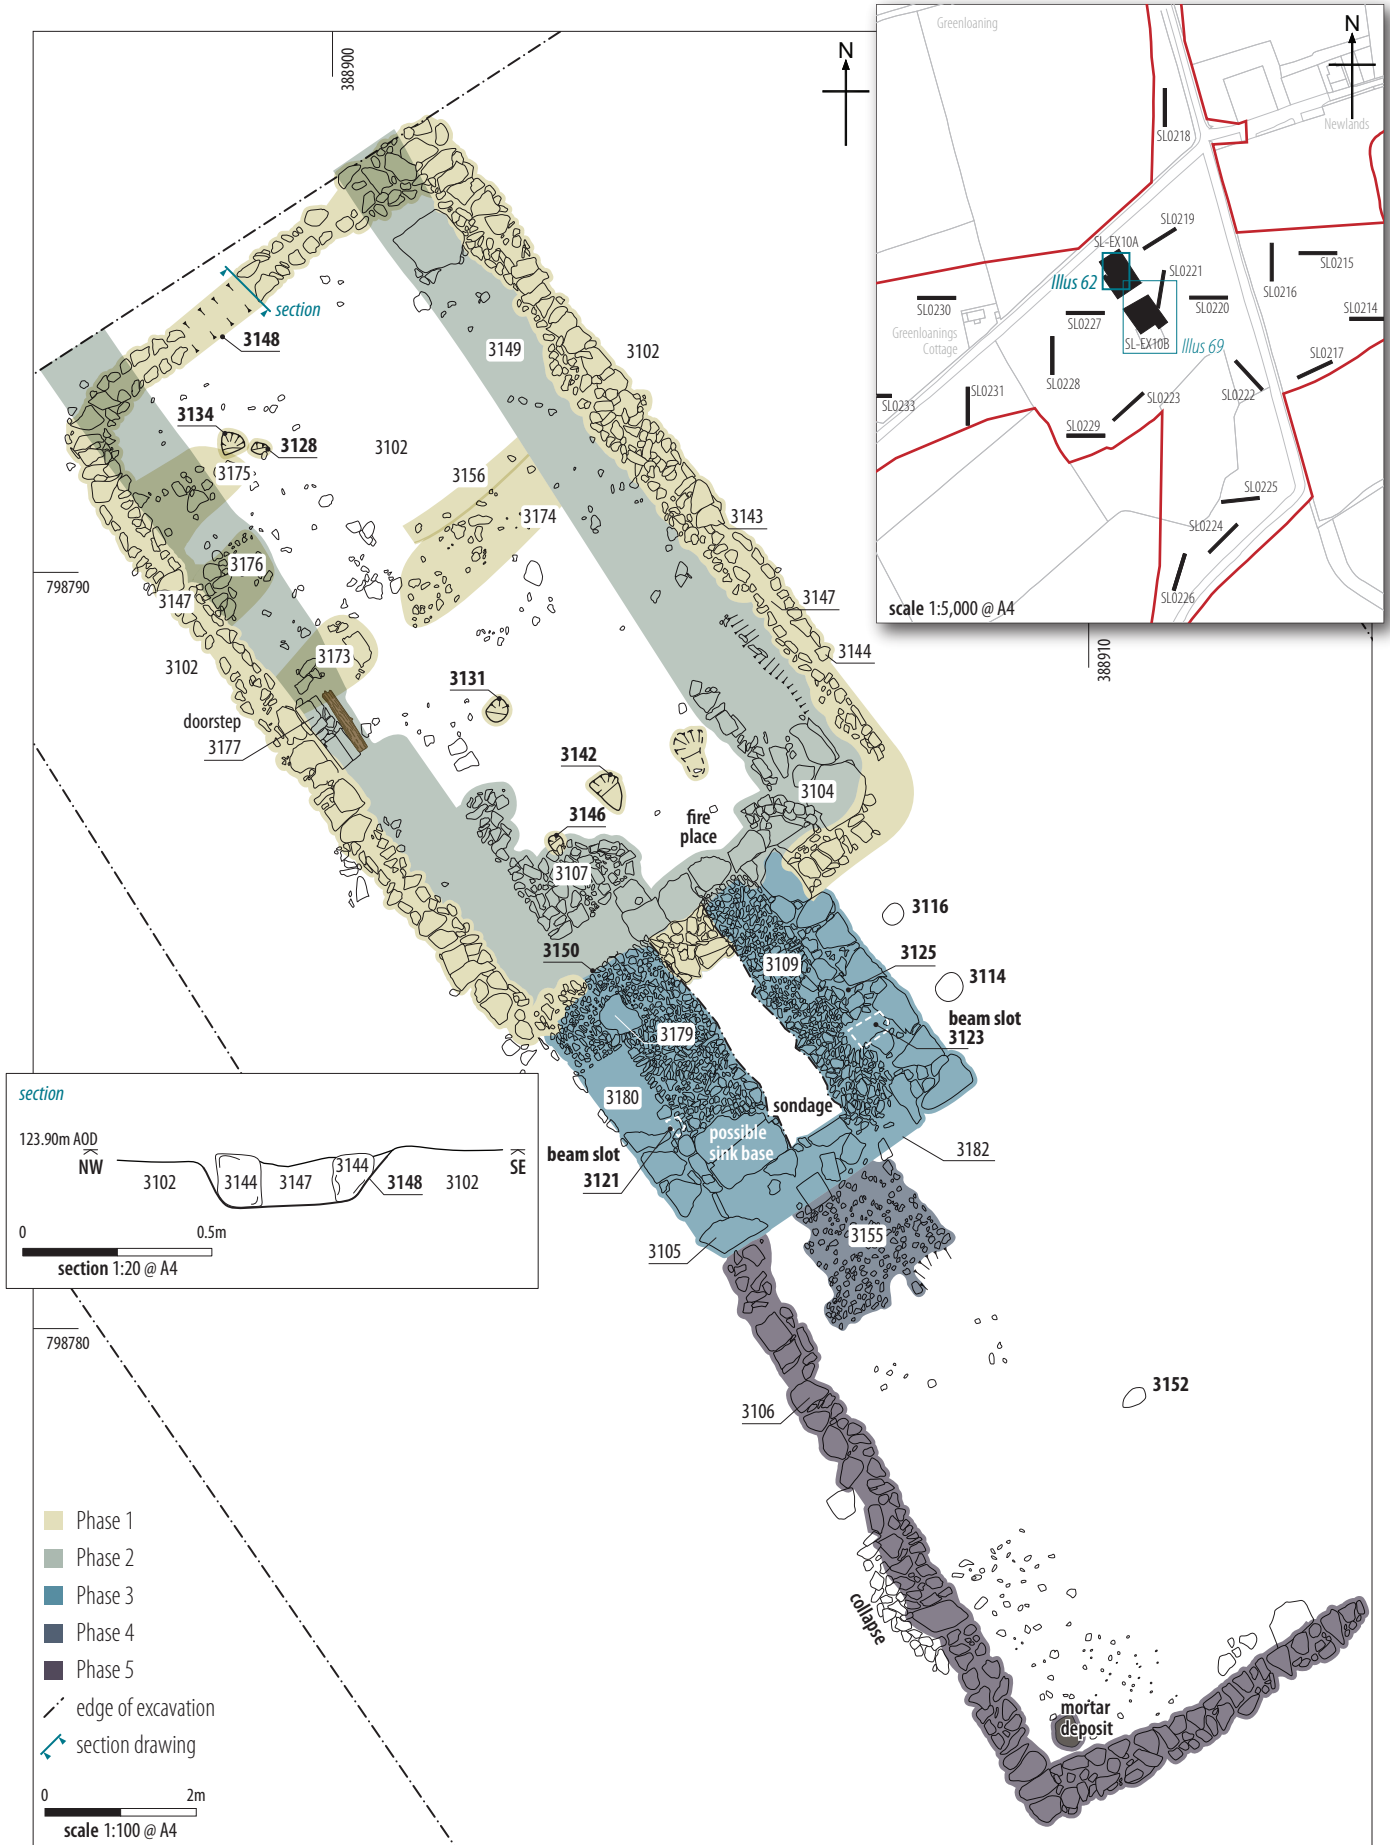 388900
N
3149
3102
section
3148
3134
3128
3102
3175
3156
3174
3143
3176
798790
3147
3147
3144
3102
3173
3131
doorstep
3177
3142
3104
3146
fire
place
3107
3116
3150
3125
3109
3114
beam slot
3123
3179
3180
sondage
possible
sink base
beam slot
3121
3182
3155
3105
388910
3106
3152
collapse
mortar
deposit
798780
section
123.90m AOD
NW
SE
3102
3144
3147
3144
3148
3102
0
0.5m
section 1:20 @ A4
Phase 1
Phase 2
Phase 3
Phase 4
Phase 5
edge of excavation
section drawing
0
2m
scale 1:100 @ A4
Greenloaning
N
Newlands
SL0218
SL0219
SL-EX10A
SL0215
SL0221
Illus 62
SL0216
SL0230
SL0220
SL0214
SL0227
Greenloanings
Cottage
SL-EX10B
Illus 69
SL0217
SL0228
SL0222
SL0231
SL0223
SL0233
SL0229
SL0225
SL0224
SL0226
scale 1:5,000 @ A4